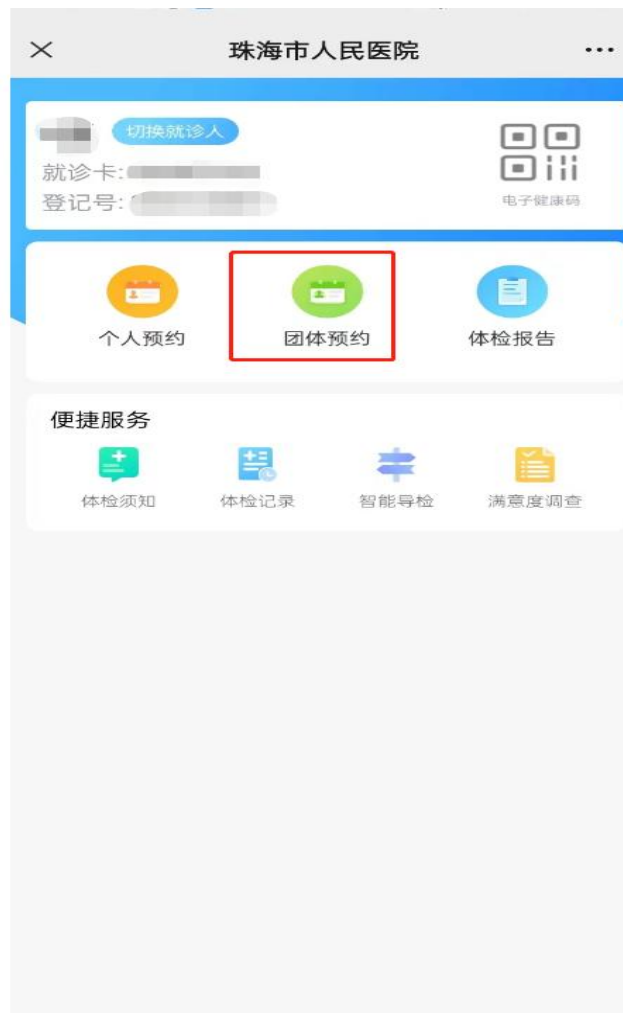 珠海市人民医院
切换就诊人
就诊卡:
登记号:
电子健康码
个人预约 团体预约 体检报告
便捷服务
体检须知 体检记录 智能导检 满意度调查